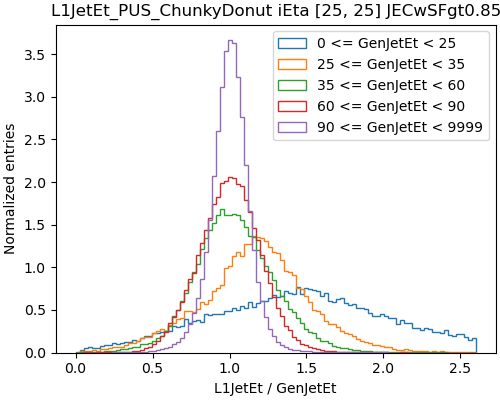 L1JetEt_PUS_ChunkyDonut iEta [25, 25] JECwSFgt0.85
0 <= GenJetEt < 25
25 <= GenJetEt < 35
35 <= GenJetEt < 60
60 <= GenJetEt < 90
90 <= GenJetEt < 9999
Normalized entries
3.5
3.0
2.5
2.0
1.5
1.0
0.5
0.0
0.0 0.5 1.0 1.5 2.0 2.5
L1JetEt / GenJetEt